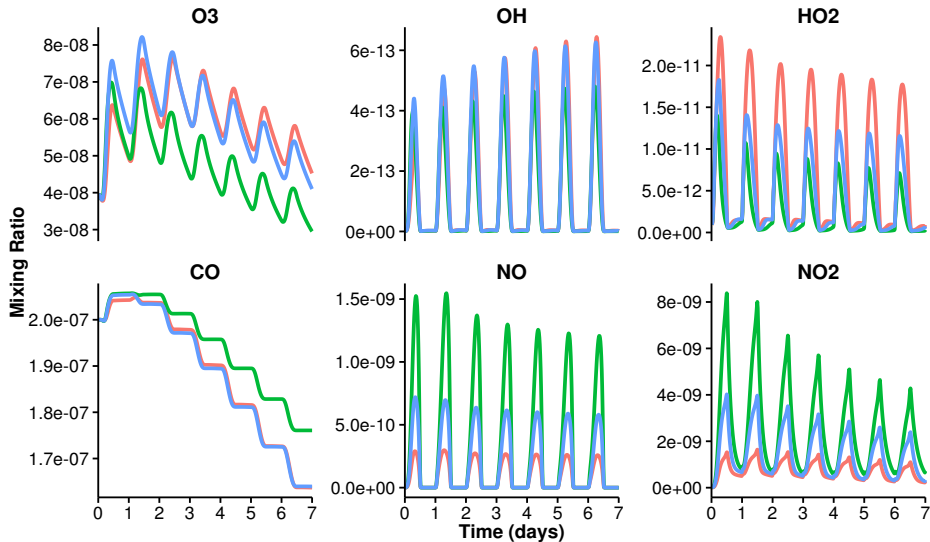 O3 OH HO2
8e-08
7e-08
6e-08
5e-08
4e-08
3e-08
6e-13
4e-13
2e-13
0e+00
2.0e-11
1.5e-11
1.0e-11
5.0e-12
0.0e+00
Mixing Ratio
CO NO NO2
2.0e-07
1.9e-07
1.8e-07
1.7e-07
1.5e-09
1.0e-09
5.0e-10
0.0e+00
8e-09
6e-09
4e-09
2e-09
0e+00
0 1 2 3 4 5 6 7 0 1 2 3 4 5 6 7 0 1 2 3 4 5 6 7
Time (days)